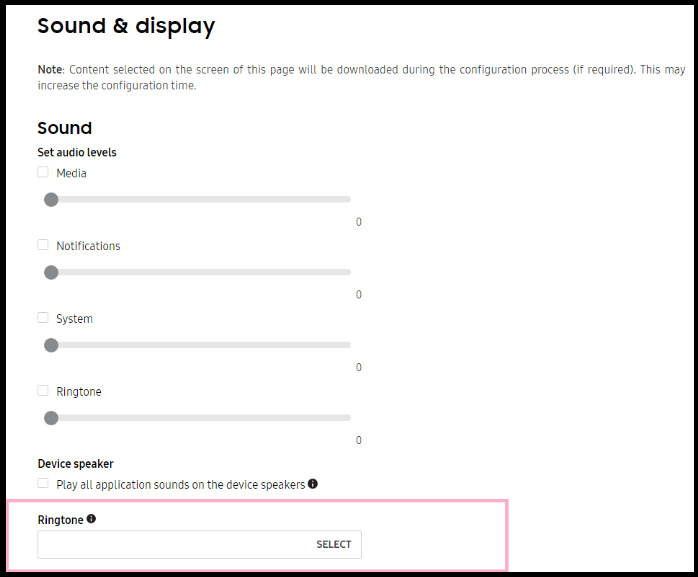 Sound & display
Note: Content selected on the screen of this page will be downloaded during the configuration process (if required). This may
increase the configuration time.
Sound
Set audio levels
Media
0
Notifications
0
System
0
Ringtone
0
Device speaker
Play all application sounds on the device speakers
Ringtone
SELECT